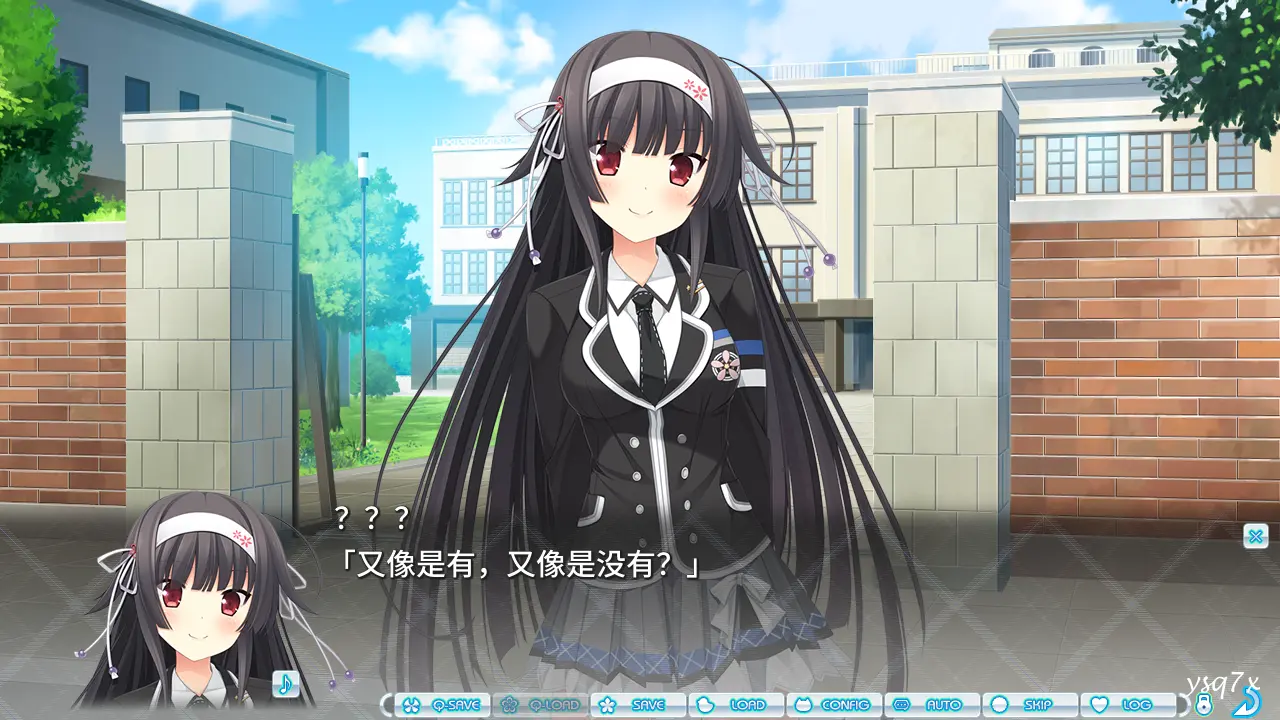 ？？？
「又像是有，又像是没有？」
Q-SAVE Q-LOAD SAVE LOAD CONFIG AUTO SKIP LOG
ysq7x